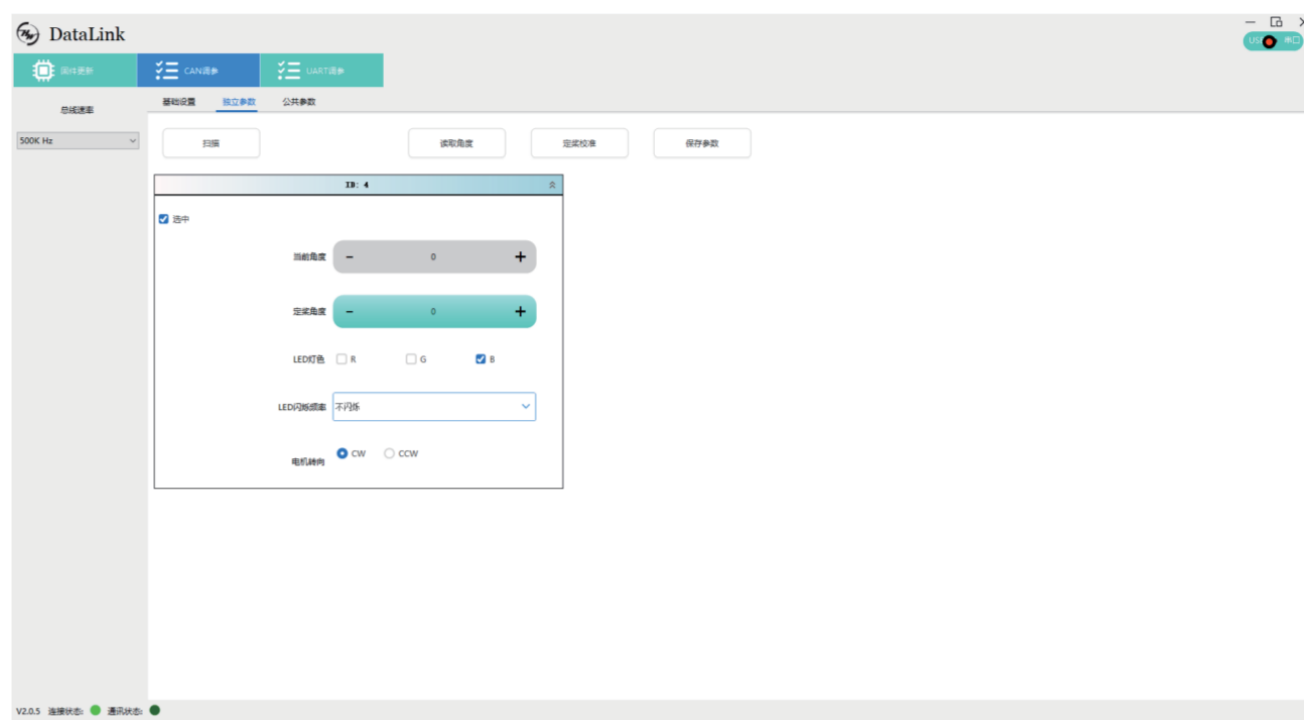 DataLink
USB 串口
固件更新
CAN调参
UART调参
总线速率
基础设置 独立参数 公共参数
500K Hz
扫描 读取角度 定桨校准 保存参数
ID: 4
选中
当前角度 − 0 +
定桨角度 − 0 +
LED灯色 R G B
LED闪烁频率 不闪烁
电机转向 CW CCW
V2.0.5 连接状态: 通讯状态: